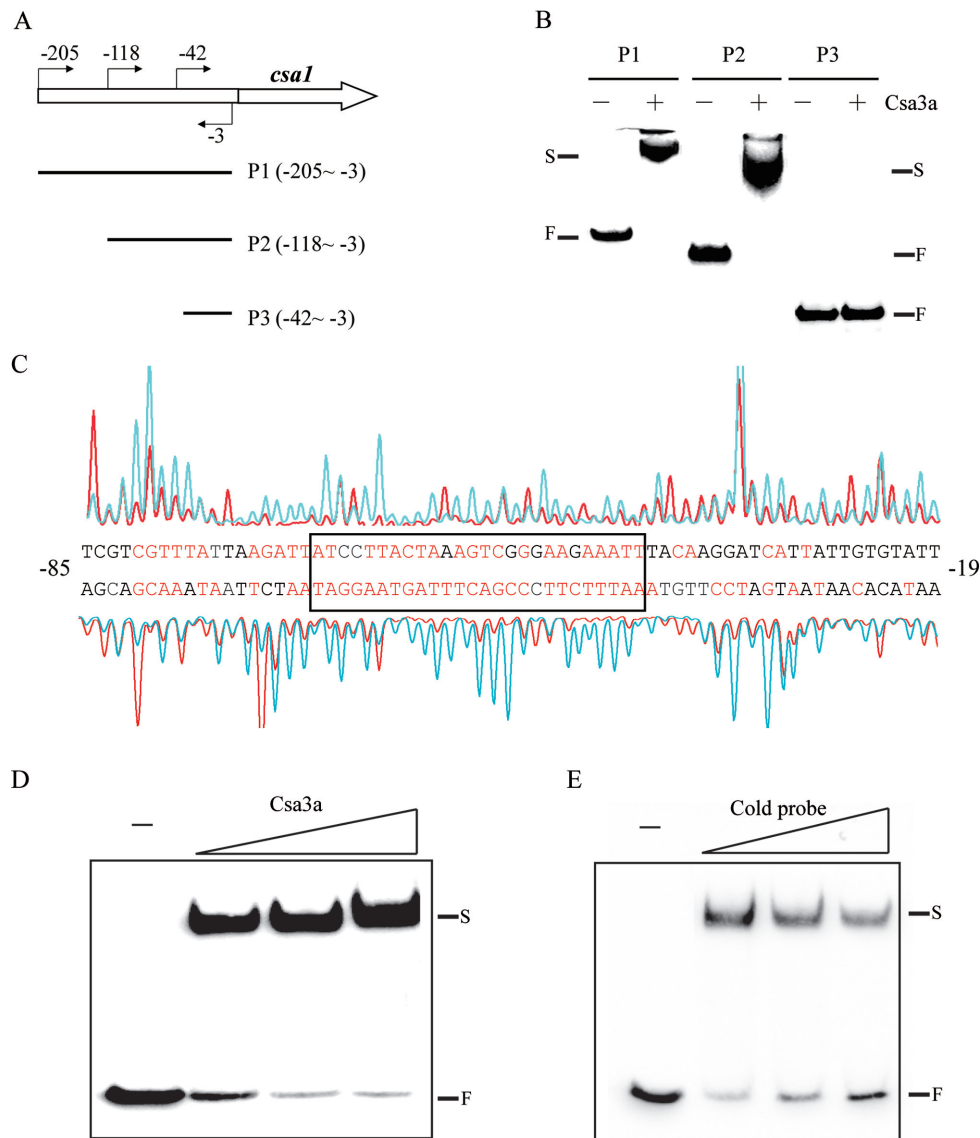 A
-205
-118
-42
csa1
-3
P1 (-205~ -3)
P2 (-118~ -3)
P3 (-42~ -3)
B
P1 P2 P3
− + − + − + Csa3a
S
S
F
F
F
C
TCGTCGTTTATTAAGATTATCCTTACTAAAGTCGGGAAGAAATTTACAAGGATCATTATTGTGTATT
-85 -19
AGCAGCAAATAATTCTAATAGGAATGATTTCAGCCCTTCTTTAAATGTTCCTAGTAATAACACATAA
D
Csa3a
−
S
F
E
Cold probe
−
S
F